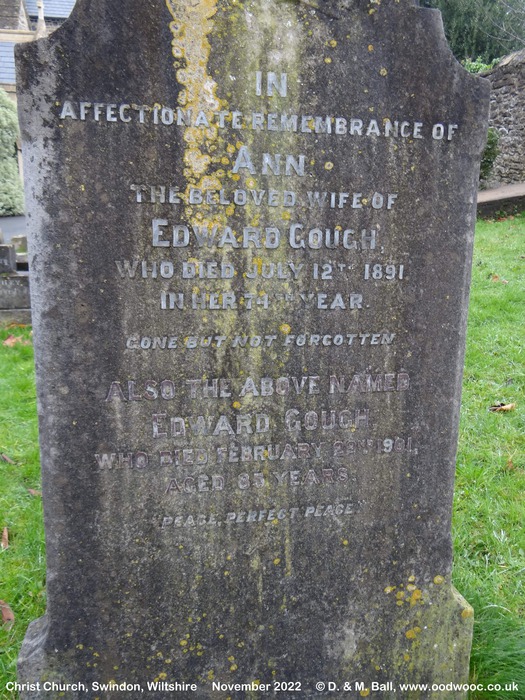 IN
AFFECTIONATE REMEMBRANCE OF
ANN
THE BELOVED WIFE OF
EDWARD GOUGH,
WHO DIED JULY 12TH 1891
IN HER 74TH YEAR.
GONE BUT NOT FORGOTTEN
ALSO THE ABOVE NAMED
EDWARD GOUGH,
WHO DIED FEBRUARY 1901,
AGED 85 YEARS.
"PEACE, PERFECT PEACE."
Christ Church, Swindon, Wiltshire November 2022 © D. & M. Ball, www.oodwooc.co.uk